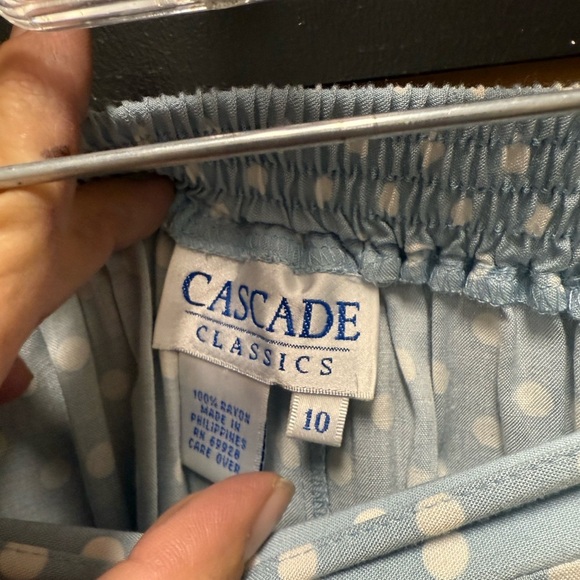 CASCADE
CLASSICS
10
100% RAYON
MADE IN
PHILIPPINES
RN 69928
CARE OVER